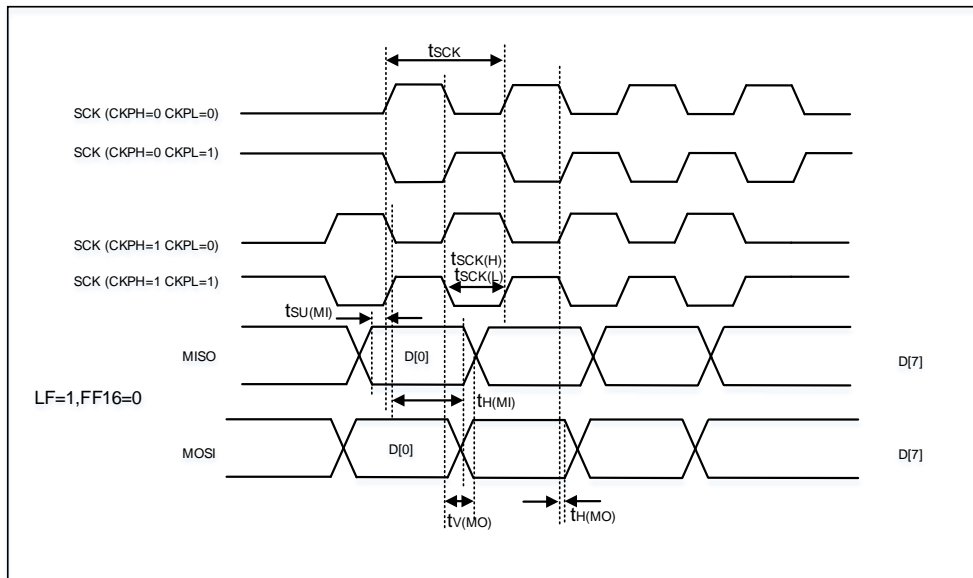 tSCK
SCK (CKPH=0 CKPL=0)
SCK (CKPH=0 CKPL=1)
SCK (CKPH=1 CKPL=0)
tSCK(H)
tSCK(L)
SCK (CKPH=1 CKPL=1)
tSU(MI)
MISO
D[0]
D[7]
LF=1,FF16=0
tH(MI)
MOSI
D[0]
D[7]
tV(MO)
tH(MO)